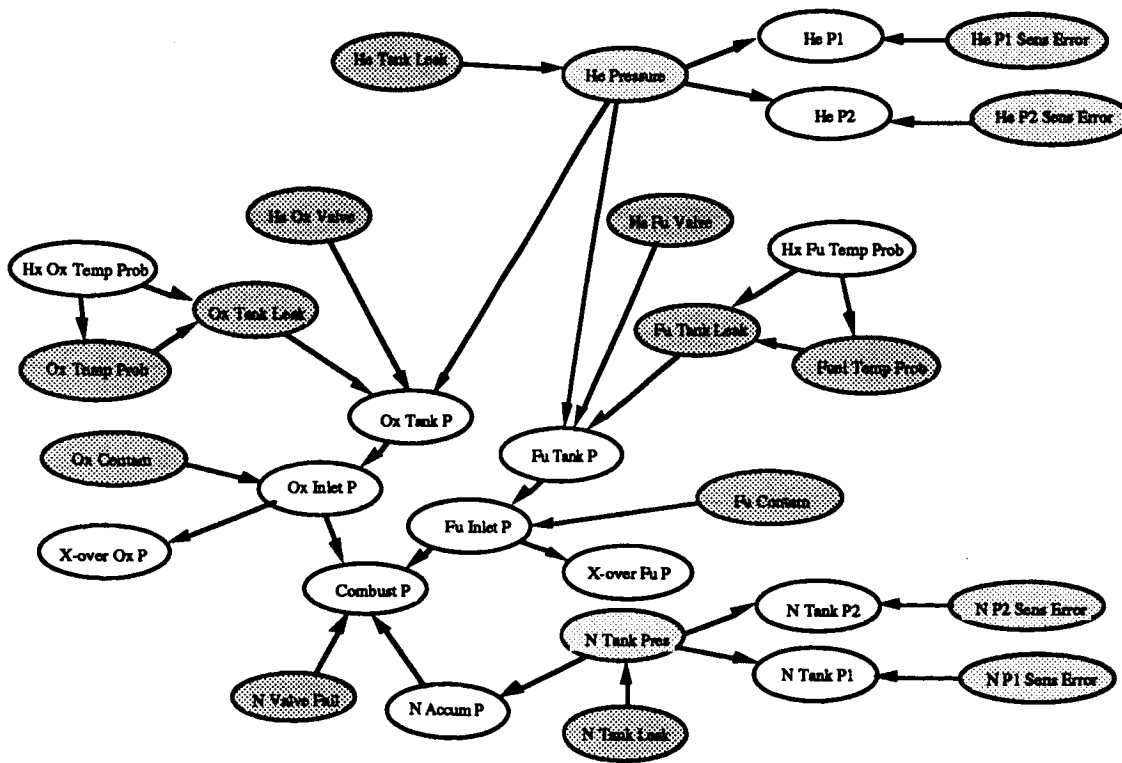 He P1
He P1 Sens Error
He Tank Leak
He Pressure
He P2
He P2 Sens Error
He Ox Valve
He Fu Valve
Hx Ox Temp Prob
Hx Fu Temp Prob
Ox Tank Leak
Fu Tank Leak
Ox Temp Prob
Fuel Temp Prob
Ox Tank P
Fu Tank P
Ox Contam
Ox Inlet P
Fu Contam
Fu Inlet P
X-over Ox P
X-over Fu P
Combust P
N Tank P2
N P2 Sens Error
N Tank Pres
N Tank P1
N P1 Sens Error
N Valve Fail
N Accum P
N Tank Leak